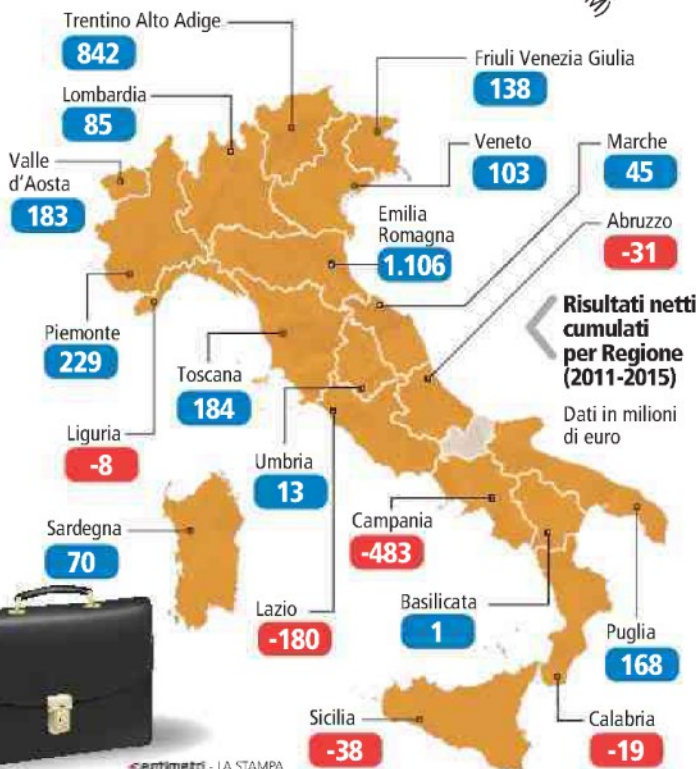 M)
Trentino Alto Adige
842
Friuli Venezia Giulia
138
Lombardia
85
Veneto
103
Marche
45
Valle
d'Aosta
183
Emilia
Romagna
1.106
Abruzzo
-31
Risultati netti
cumulati
per Regione
(2011-2015)
Dati in milioni
di euro
Piemonte
229
Toscana
184
Liguria
-8
Umbria
13
Campania
-483
Sardegna
70
Lazio
-180
Basilicata
1
Puglia
168
Sicilia
-38
Calabria
-19
centimetri - LA STAMPA